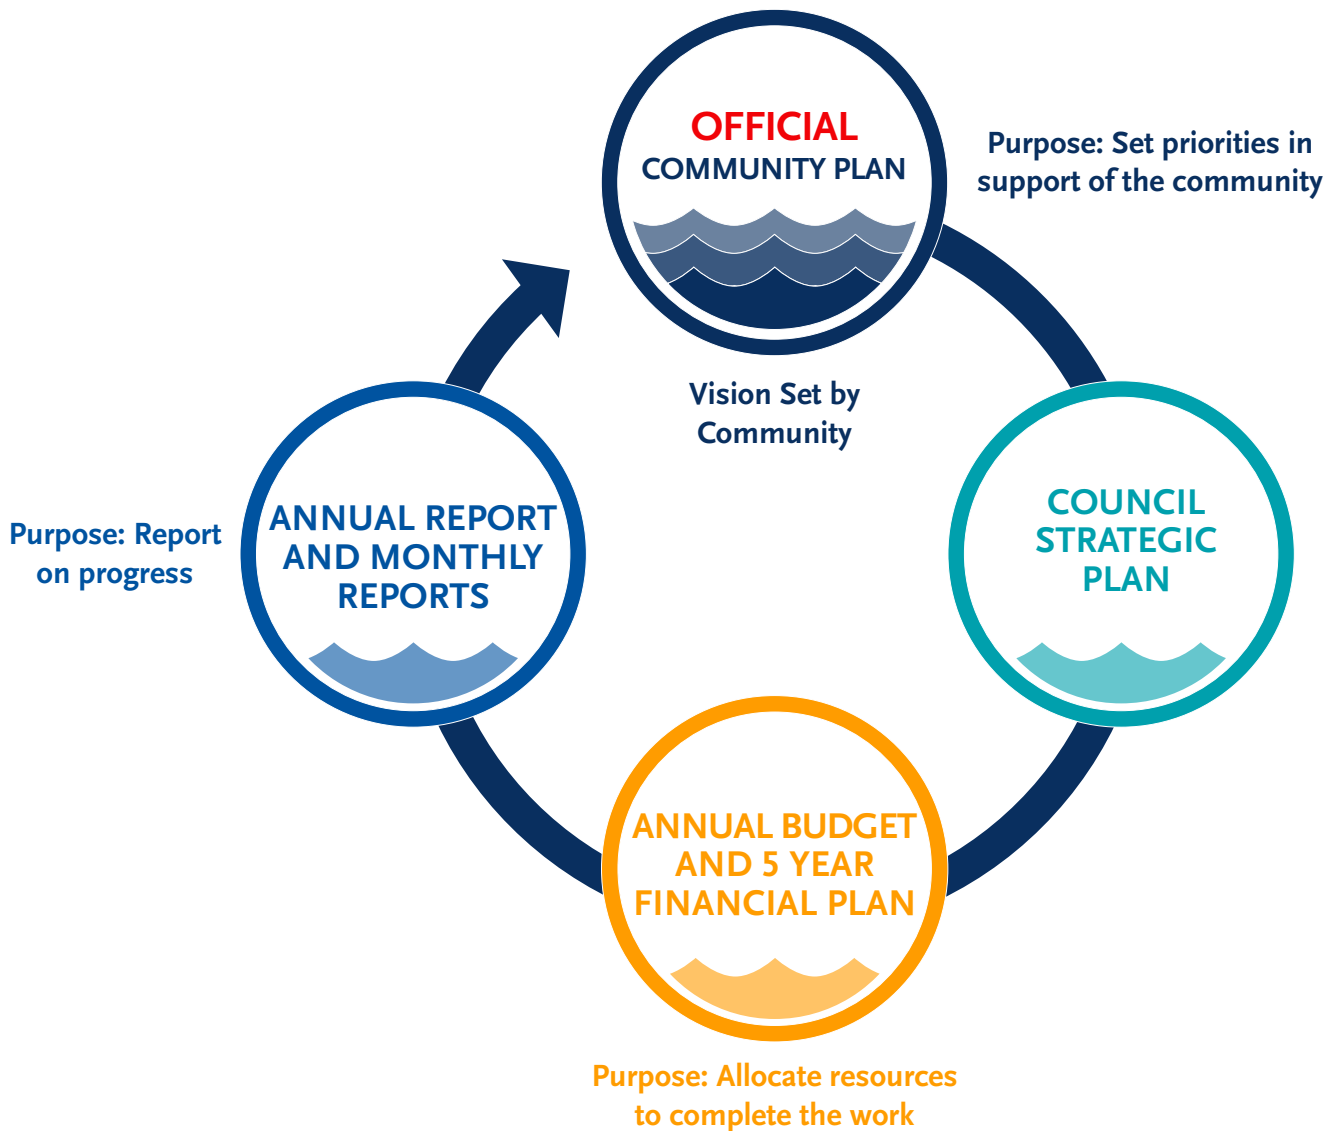 OFFICIAL
COMMUNITY PLAN
Purpose: Set priorities in
support of the community
Vision Set by
Community
COUNCIL
STRATEGIC
PLAN
ANNUAL BUDGET
AND 5 YEAR
FINANCIAL PLAN
Purpose: Allocate resources
to complete the work
ANNUAL REPORT
AND MONTHLY
REPORTS
Purpose: Report
on progress